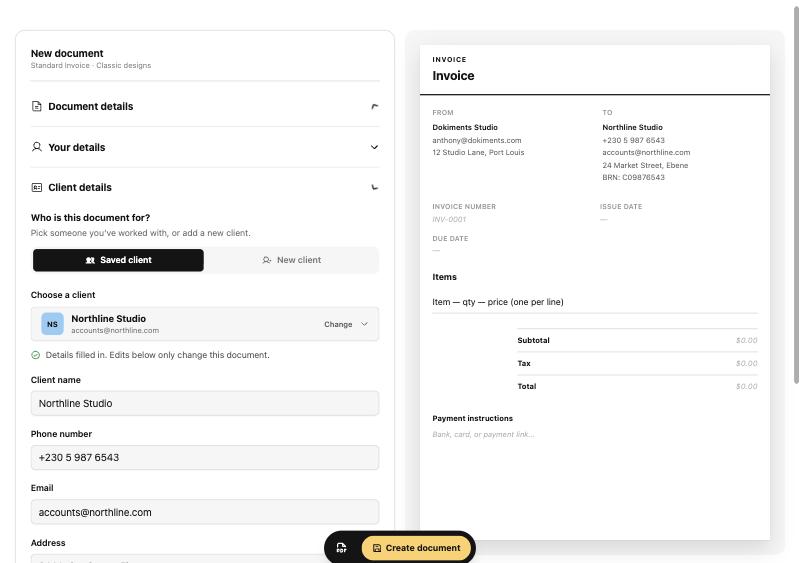 New document
Standard Invoice · Classic designs
Document details
Your details
Client details
Who is this document for?
Pick someone you've worked with, or add a new client.
Saved client
New client
Choose a client
NS
Northline Studio
accounts@northline.com
Change
Details filled in. Edits below only change this document.
Client name
Northline Studio
Phone number
+230 5 987 6543
Email
accounts@northline.com
Address
PDF
Create document
INVOICE
Invoice
FROM
Dokiments Studio
anthony@dokiments.com
12 Studio Lane, Port Louis
TO
Northline Studio
+230 5 987 6543
accounts@northline.com
24 Market Street, Ebene
BRN: C09876543
INVOICE NUMBER
INV-0001
ISSUE DATE
—
DUE DATE
—
Items
Item — qty — price (one per line)
Subtotal $0.00
Tax $0.00
Total $0.00
Payment instructions
Bank, card, or payment link...